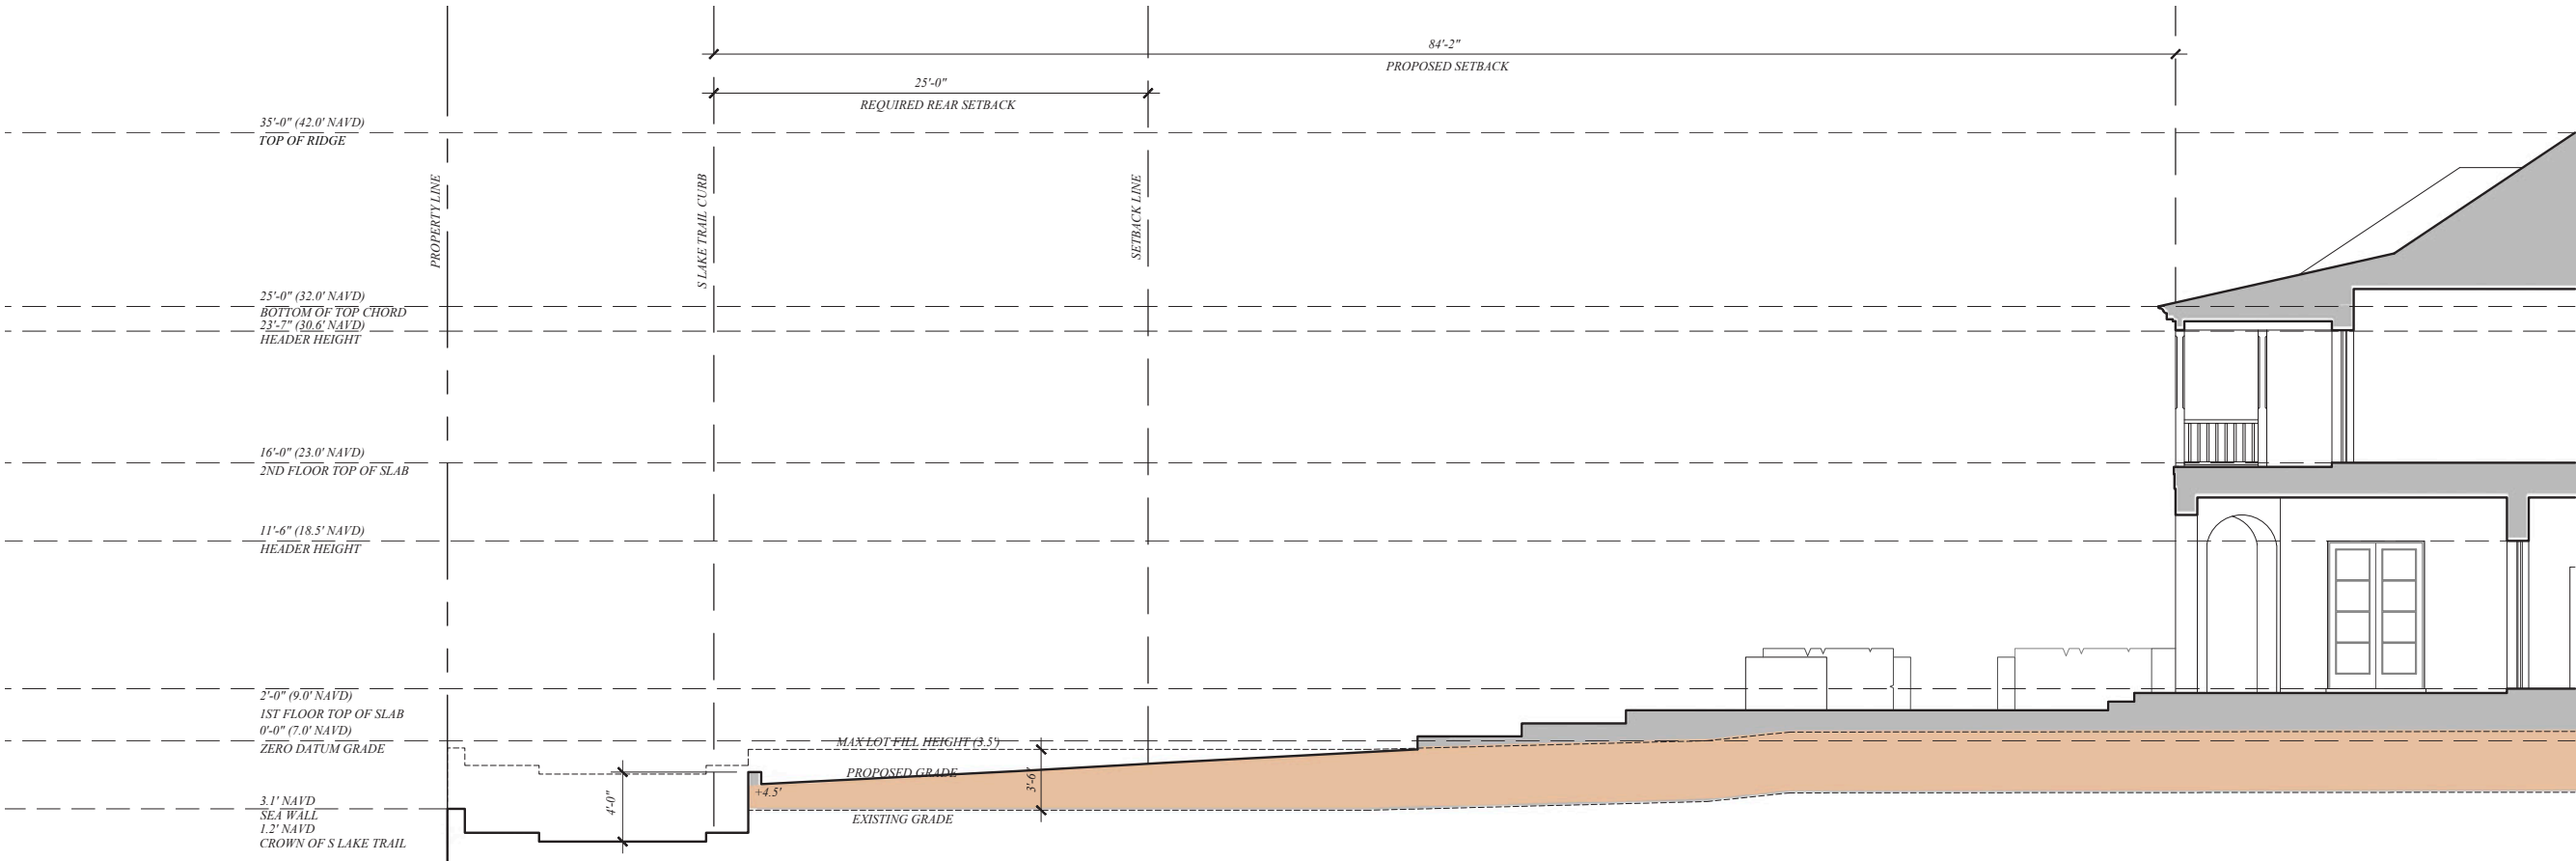 84'-2"
PROPOSED SETBACK
25'-0"
REQUIRED REAR SETBACK
35'-0" (42.0' NAVD)
TOP OF RIDGE
PROPERTY LINE
S LAKE TRAIL CURB
SETBACK LINE
25'-0" (32.0' NAVD)
BOTTOM OF TOP CHORD
23'-7" (30.6' NAVD)
HEADER HEIGHT
16'-0" (23.0' NAVD)
2ND FLOOR TOP OF SLAB
11'-6" (18.5' NAVD)
HEADER HEIGHT
2'-0" (9.0' NAVD)
1ST FLOOR TOP OF SLAB
0'-0" (7.0' NAVD)
ZERO DATUM GRADE
MAX LOT FILL HEIGHT (3.5')
PROPOSED GRADE
+4.5'
4'-0"
3'-6"
EXISTING GRADE
3.1' NAVD
SEA WALL
1.2' NAVD
CROWN OF S LAKE TRAIL